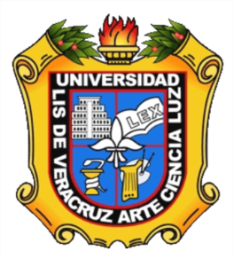 UNIVERSIDAD
LIS DE VERACRUZ ARTE CIENCIA LUZ
LEX